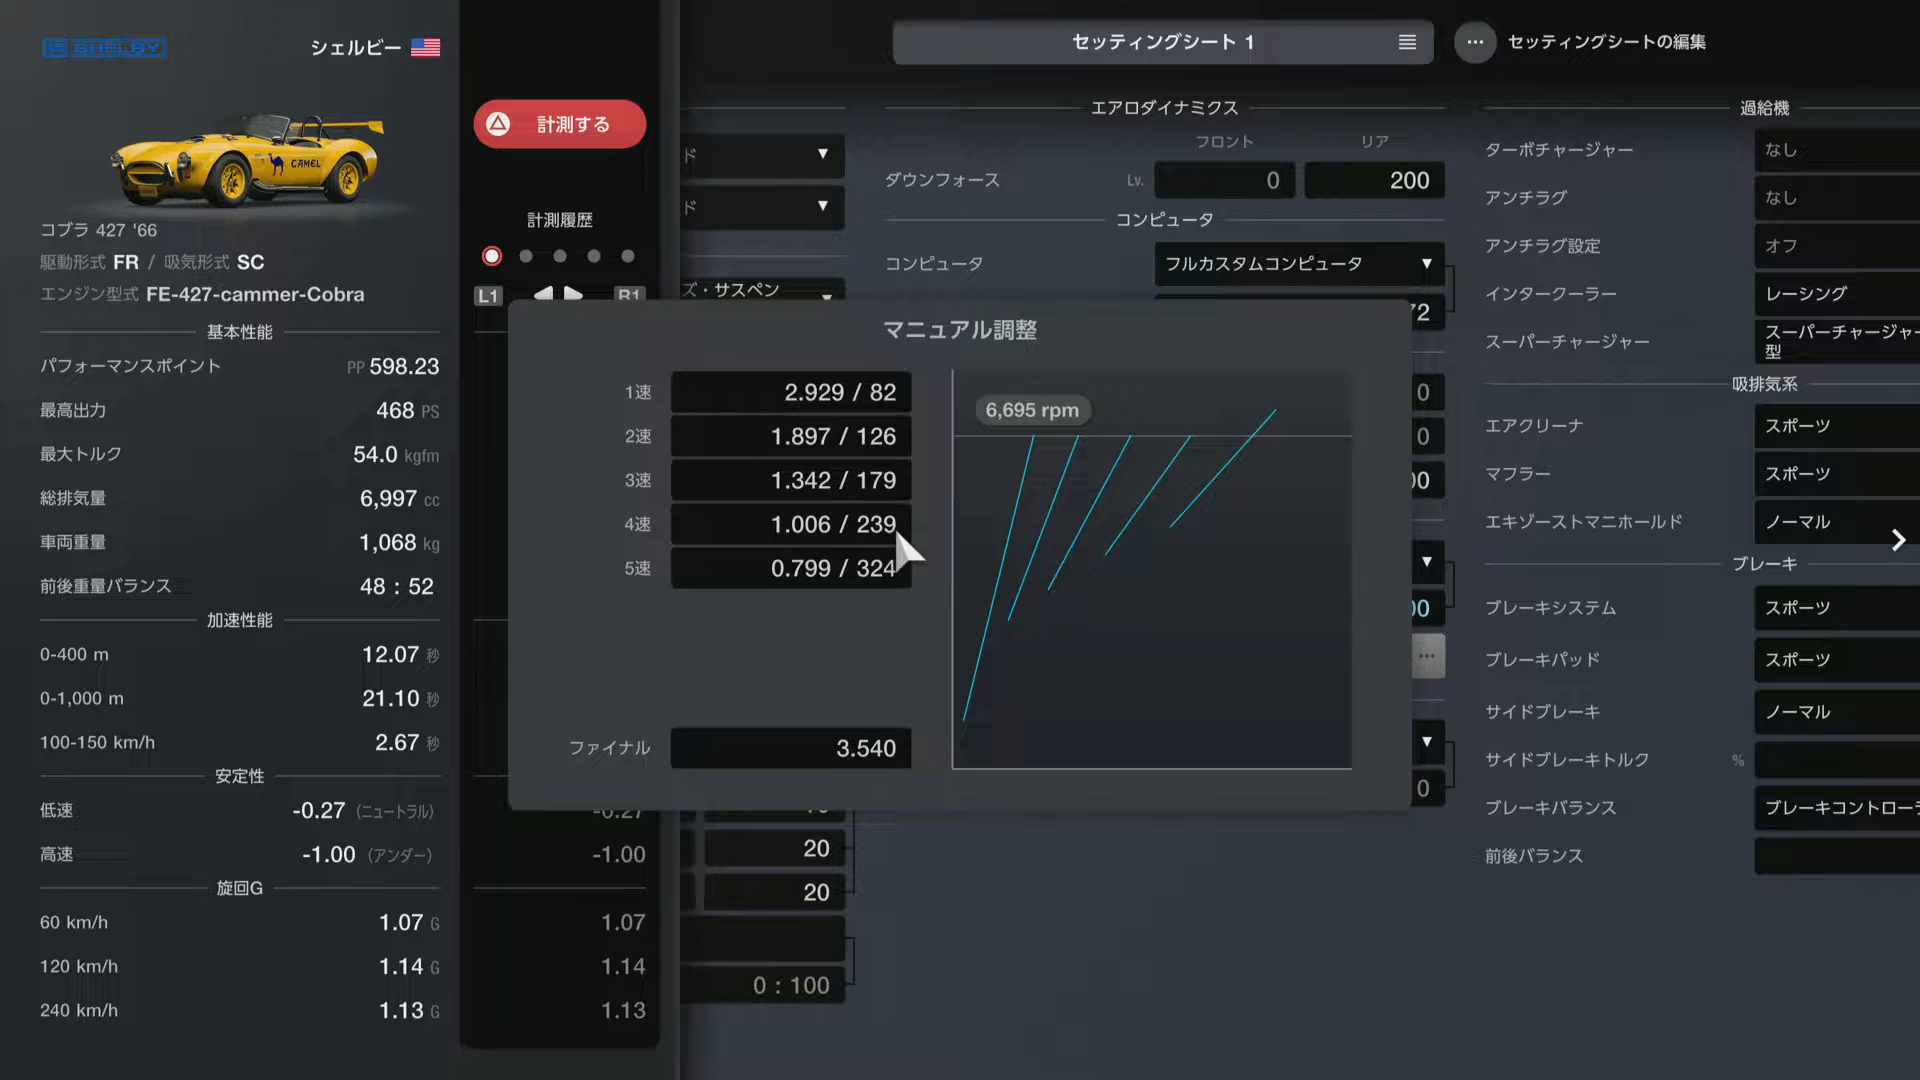 SHELBY
シェルビー
CAMEL
コブラ 427 '66
駆動形式 FR / 吸気形式 SC
エンジン型式 FE-427-cammer-Cobra
基本性能
パフォーマンスポイント PP 598.23
最高出力 468 PS
最大トルク 54.0 kgfm
総排気量 6,997 cc
車両重量 1,068 kg
前後重量バランス 48 : 52
加速性能
0-400 m 12.07 秒
0-1,000 m 21.10 秒
100-150 km/h 2.67 秒
安定性
低速 -0.27 (ニュートラル)
高速 -1.00 (アンダー)
旋回G
60 km/h 1.07 G
120 km/h 1.14 G
240 km/h 1.13 G
計測する
計測履歴
L1 R1
-0.27
-1.00
1.07
1.14
1.13
セッティングシート 1
セッティングシートの編集
ド
ド
ズ・サスペン
20
20
0 : 100
エアロダイナミクス
フロント リア
ダウンフォース Lv. 0 200
コンピュータ
コンピュータ フルカスタムコンピュータ
72
0
0
00
00
0
マニュアル調整
1速 2.929 / 82
2速 1.897 / 126
3速 1.342 / 179
4速 1.006 / 239
5速 0.799 / 324
ファイナル 3.540
6,695 rpm
過給機
ターボチャージャー なし
アンチラグ なし
アンチラグ設定 オフ
インタークーラー レーシング
スーパーチャージャー スーパーチャージャー
型
吸排気系
エアクリーナ スポーツ
マフラー スポーツ
エキゾーストマニホールド ノーマル
ブレーキ
ブレーキシステム スポーツ
ブレーキパッド スポーツ
サイドブレーキ ノーマル
サイドブレーキトルク %
ブレーキバランス ブレーキコントローラ
前後バランス